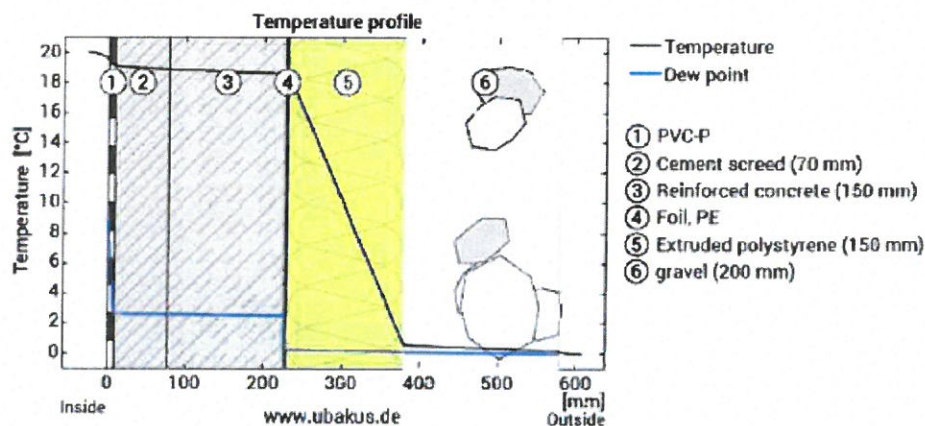 Temperature profile
20
18
16
14
12
10
8
6
4
2
0
Temperature [°C]
1 2 3 4 5 6
0 100 200 300 400 500 600
[mm]
Inside
www.ubakus.de
Outside
Temperature
Dew point
1 PVC-P
2 Cement screed (70 mm)
3 Reinforced concrete (150 mm)
4 Foil, PE
5 Extruded polystyrene (150 mm)
6 gravel (200 mm)